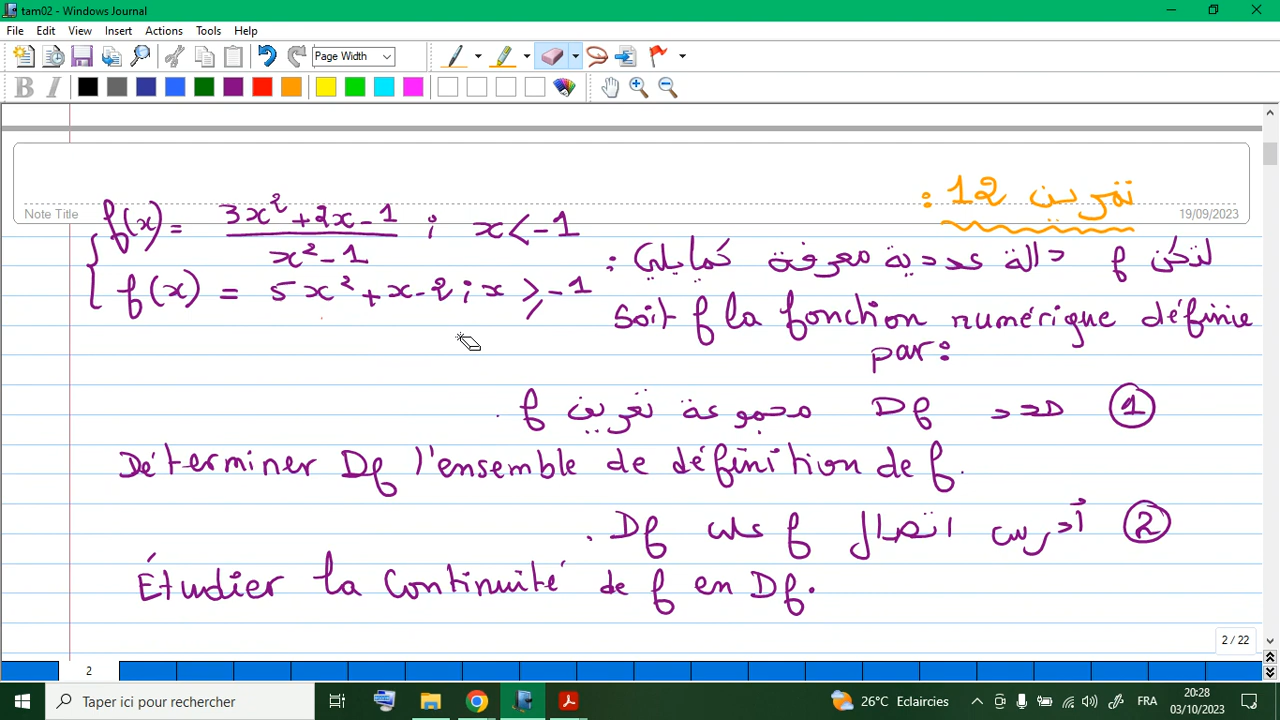 tam02 - Windows Journal
File Edit View Insert Actions Tools Help
Page Width
B I
تمرين 12 :
Note Title
19/09/2023
f(x) = (3x²+2x-1)/(x²-1) ; x < -1
f(x) = 5x²+x-2 ; x ≥ -1
لتكن f دالة عددية معرفة كمايلي :
Soit f la fonction numérique définie
par:
① حدد Df مجموعة تعريف f .
Déterminer Df l'ensemble de définition de f.
② أدرس اتصال f على Df .
Étudier la Continuité de f en Df.
2 / 22
2
Taper ici pour rechercher
26°C Eclaircies
FRA
20:28
03/10/2023